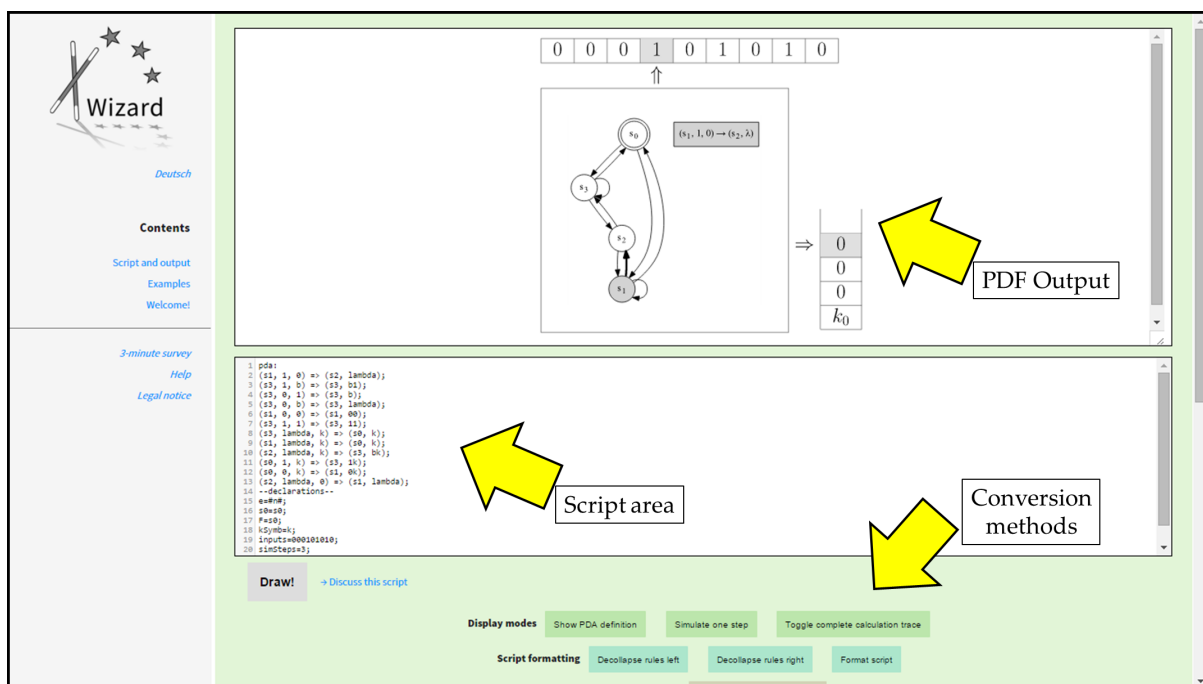 Wizard
Deutsch
Contents
Script and output
Examples
Welcome!
3-minute survey
Help
Legal notice
0 0 0 1 0 1 0 1 0
⇑
s0
(s1, 1, 0) → (s2, λ)
s3
s2
s1
⇒ 0
0
0
k0
PDF Output
1 pda:
2 (s1, 1, 0) => (s2, lambda);
3 (s3, 1, b) => (s3, b1);
4 (s3, 0, 1) => (s3, b);
5 (s3, 0, b) => (s3, lambda);
6 (s1, 0, 0) => (s1, 00);
7 (s3, 1, 1) => (s3, 11);
8 (s3, lambda, k) => (s0, k);
9 (s1, lambda, k) => (s0, k);
10 (s2, lambda, k) => (s3, bk);
11 (s0, 1, k) => (s3, 1k);
12 (s0, 0, k) => (s1, 0k);
13 (s2, lambda, 0) => (s1, lambda);
14 --declarations--
15 e=#n#;
16 s0=s0;
17 F=s0;
18 kSymb=k;
19 inputs=000101010;
20 simSteps=3;
Script area
Conversion
methods
Draw! → Discuss this script
Display modes Show PDA definition Simulate one step Toggle complete calculation trace
Script formatting Decollapse rules left Decollapse rules right Format script